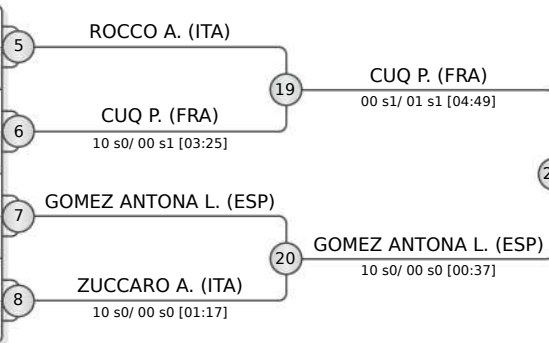 ROCCO A. (ITA)
5
19
CUQ P. (FRA)
00 s1/ 01 s1 [04:49]
CUQ P. (FRA)
6
10 s0/ 00 s1 [03:25]
GOMEZ ANTONA L. (ESP)
7
20
GOMEZ ANTONA L. (ESP)
10 s0/ 00 s0 [00:37]
ZUCCARO A. (ITA)
8
10 s0/ 00 s0 [01:17]